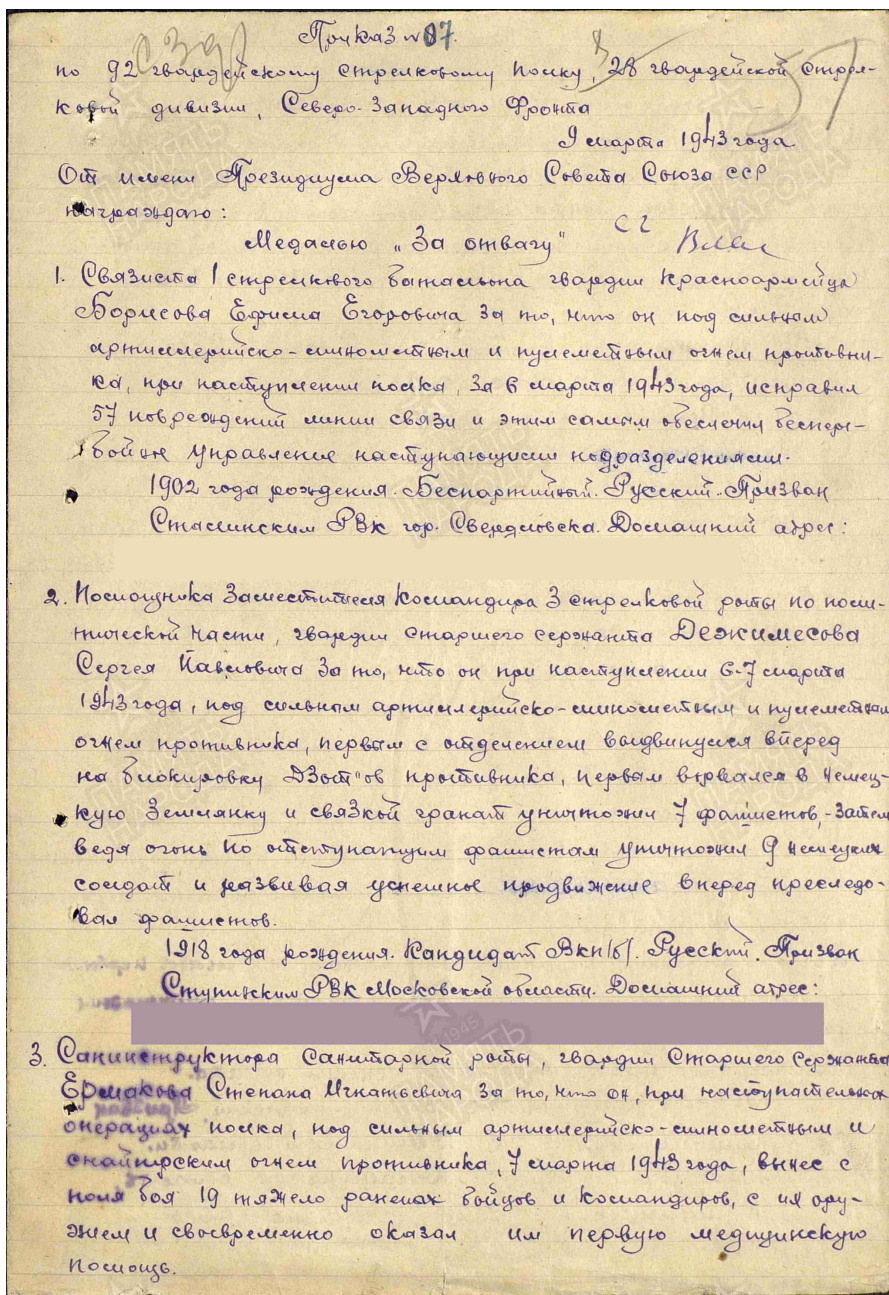 Приказ № 07.
по 92 гвардейскому стрелковому полку, 28 гвардейской стрел-
ковой дивизии, Северо-Западного Фронта
9 марта 1943 года
От имени Президиума Верховного Совета Союза ССР
награждаю:
Медалью „За отвагу“
1. Связиста 1 стрелкового батальона гвардии Красноармейца
Борисова Ефима Егоровича за то, что он под сильным
артиллерийско-минометным и пулеметным огнем противни-
ка, при наступлении полка, за 6 марта 1943 года, исправил
57 повреждений линии связи и этим самым обеспечил беспере-
бойное управление наступающими подразделениями.
1902 года рождения. Беспартийный. Русский. Призван
Сталинским РВК гор. Свердловска. Домашний адрес:
2. Помощника Заместителя Командира 3 стрелковой роты по поли-
тической части, гвардии старшего сержанта Дежимесова
Сергея Павловича за то, что он при наступлении 6-7 марта
1943 года, под сильным артиллерийско-минометным и пулеметным
огнем противника, первым с отделением выдвинулся вперед
на блокировку Дзот"ов противника, первым ворвался в немец-
кую землянку и связкой гранат уничтожил 7 фашистов, - затем
ведя огонь по отступающим фашистам уничтожил 9 немецких
солдат и развивая успешное продвижение вперед преследо-
вал фашистов.
1918 года рождения. Кандидат ВКП/б/. Русский. Призван
Ступинским РВК Московской области. Домашний адрес:
3. Санинструктора санитарной роты, гвардии Старшего сержанта
Ермакова Степана Игнатьевича за то, что он, при наступательных
операциях полка, под сильным артиллерийско-минометным и
снайперским огнем противника, 7 марта 1943 года, вынес с
поля боя 19 тяжело раненых бойцов и командиров, с их ору-
жием и своевременно оказал им первую медицинскую
помощь.